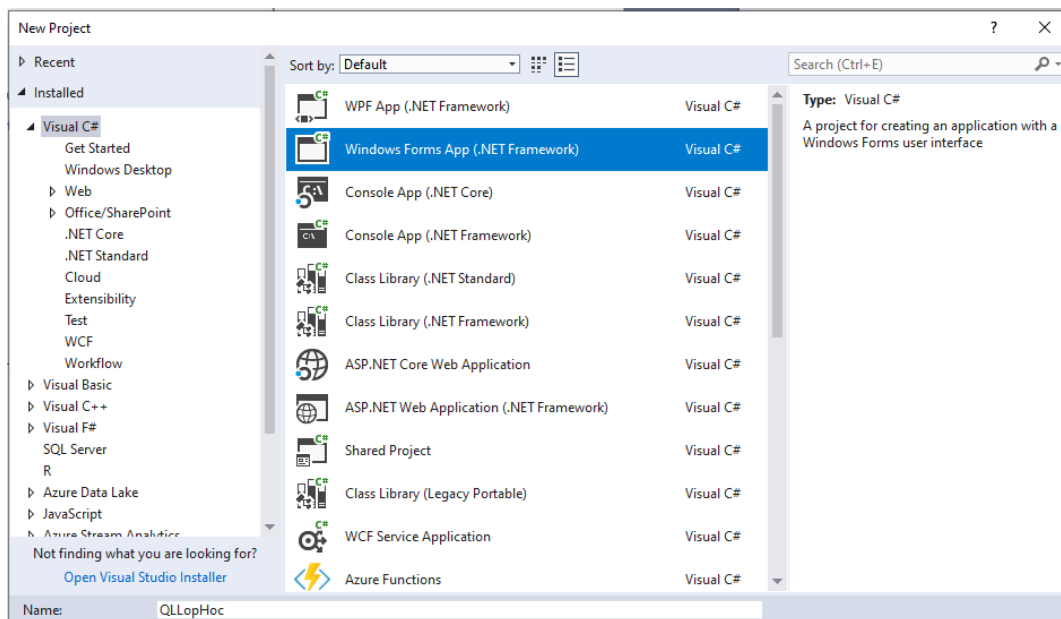 New Project
?
Recent
Installed
Visual C#
Get Started
Windows Desktop
Web
Office/SharePoint
.NET Core
.NET Standard
Cloud
Extensibility
Test
WCF
Workflow
Visual Basic
Visual C++
Visual F#
SQL Server
R
Azure Data Lake
JavaScript
Azure Stream Analytics
Not finding what you are looking for?
Open Visual Studio Installer
Sort by: Default
WPF App (.NET Framework) Visual C#
Windows Forms App (.NET Framework) Visual C#
Console App (.NET Core) Visual C#
Console App (.NET Framework) Visual C#
Class Library (.NET Standard) Visual C#
Class Library (.NET Framework) Visual C#
ASP.NET Core Web Application Visual C#
ASP.NET Web Application (.NET Framework) Visual C#
Shared Project Visual C#
Class Library (Legacy Portable) Visual C#
WCF Service Application Visual C#
Azure Functions Visual C#
Search (Ctrl+E)
Type: Visual C#
A project for creating an application with a
Windows Forms user interface
Name: QLLopHoc